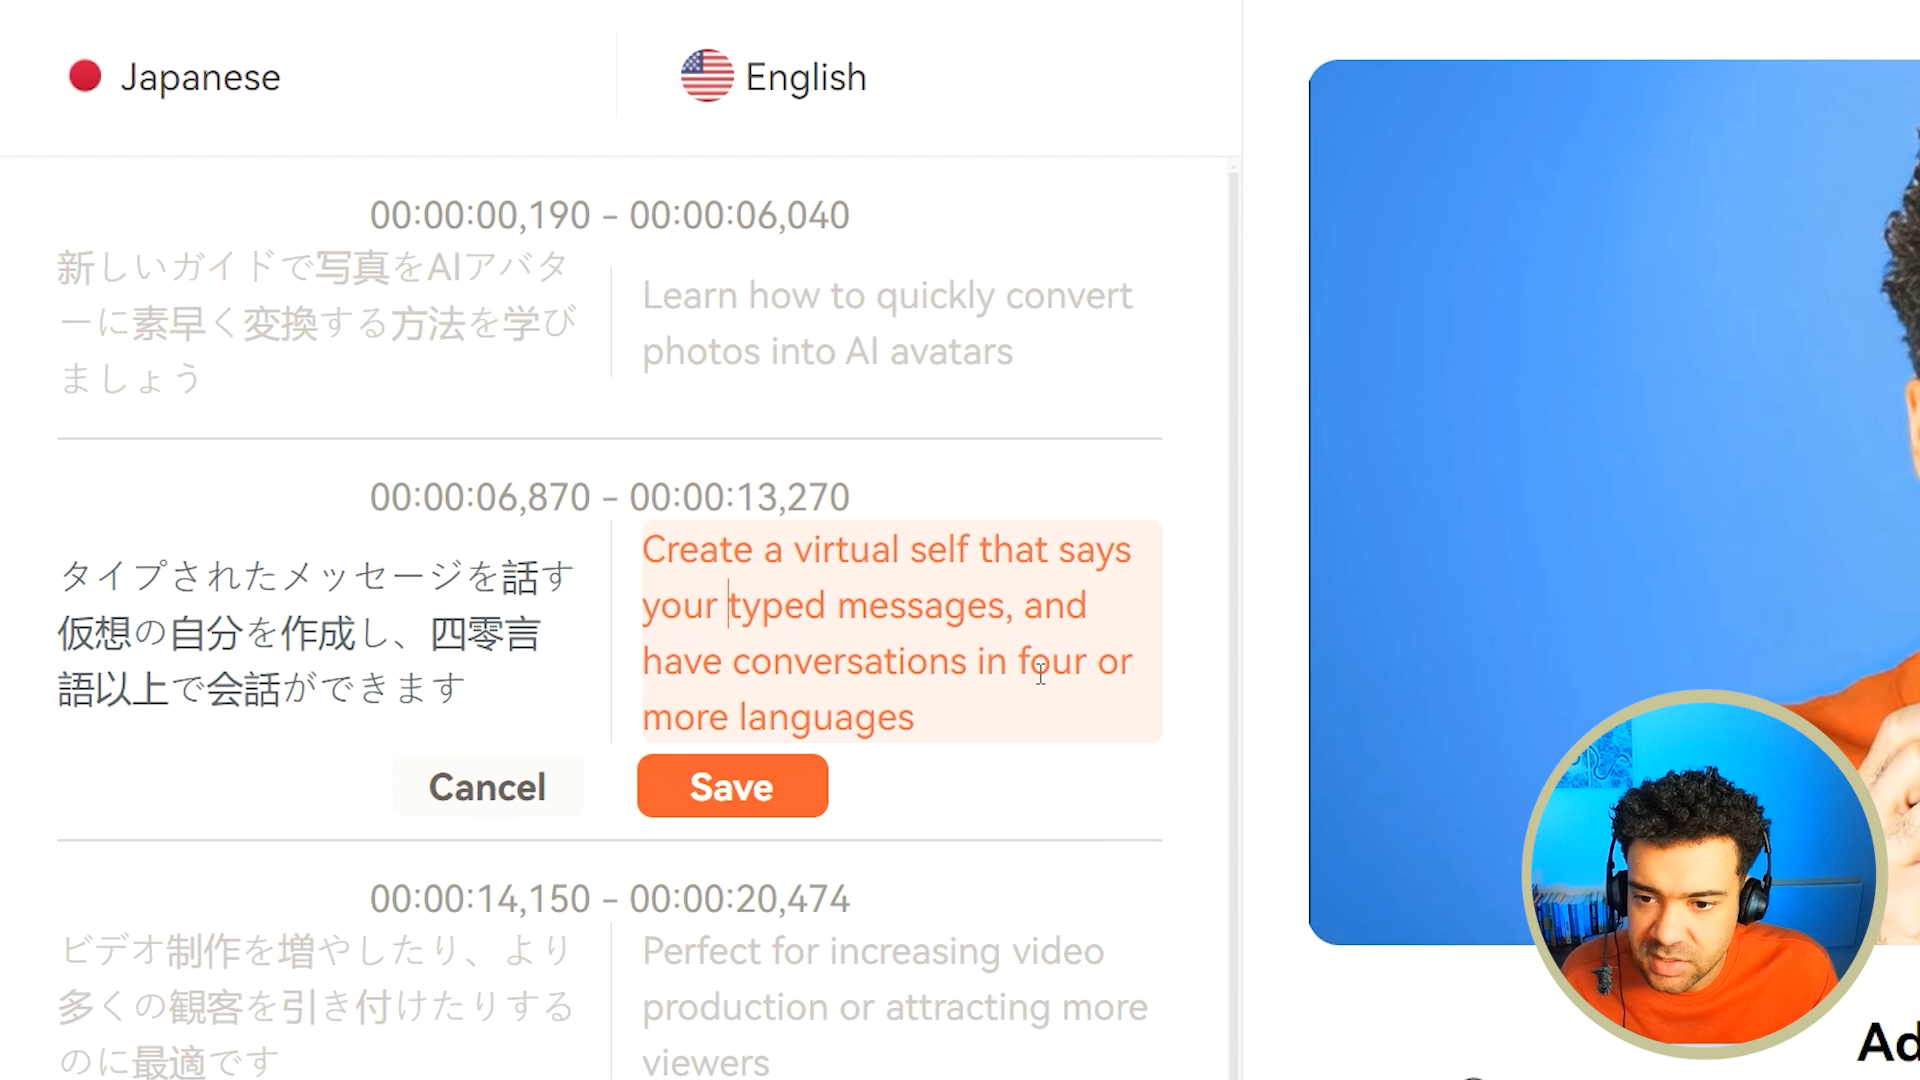 Japanese
English
00:00:00,190 - 00:00:06,040
新しいガイドで写真をAIアバタ
ーに素早く変換する方法を学び
ましょう
Learn how to quickly convert
photos into AI avatars
00:00:06,870 - 00:00:13,270
タイプされたメッセージを話す
仮想の自分を作成し、四零言
語以上で会話ができます
Create a virtual self that says
your typed messages, and
have conversations in four or
more languages
Cancel
Save
00:00:14,150 - 00:00:20,474
ビデオ制作を増やしたり、より
多くの観客を引き付けたりする
のに最適です
Perfect for increasing video
production or attracting more
viewers